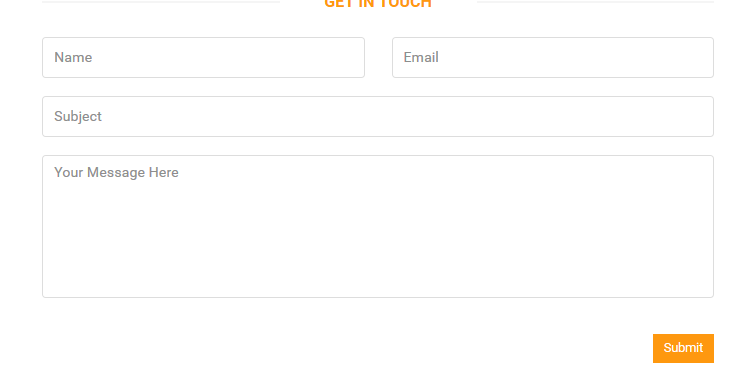 GET IN TOUCH
Name
Email
Subject
Your Message Here
Submit